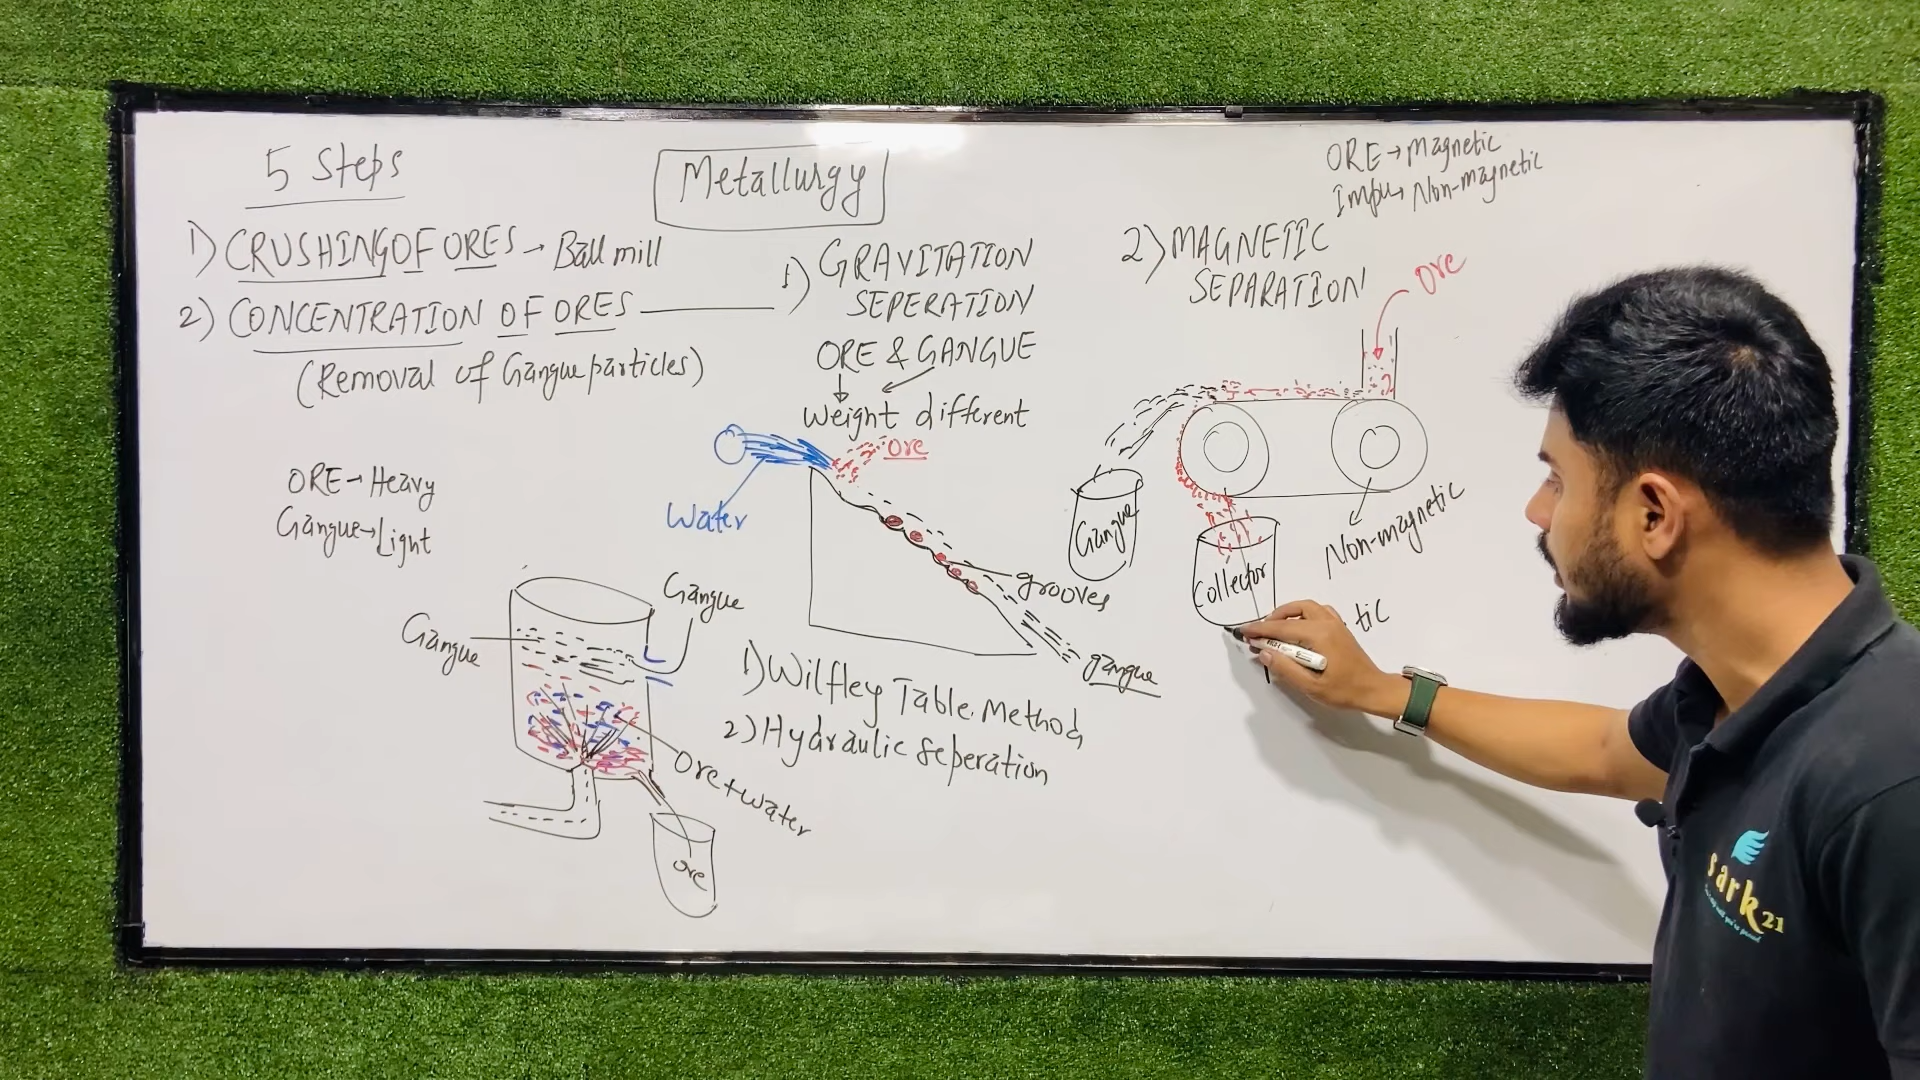 5 Steps
Metallurgy
1) CRUSHING OF ORES → Ball mill
2) CONCENTRATION OF ORES
(Removal of Gangue particles)
ORE → Heavy
Gangue → Light
Gangue
Gangue
Ore + water
ore
1) GRAVITATION
SEPERATION
ORE & GANGUE
Weight different
ore
Water
grooves
gangue
1) Wilfley Table Method
2) Hydraulic seperation
ORE → Magnetic
Impu → Non-magnetic
2) MAGNETIC
SEPARATION
ore
Gangue
Collector
Non-magnetic
tic
sark21